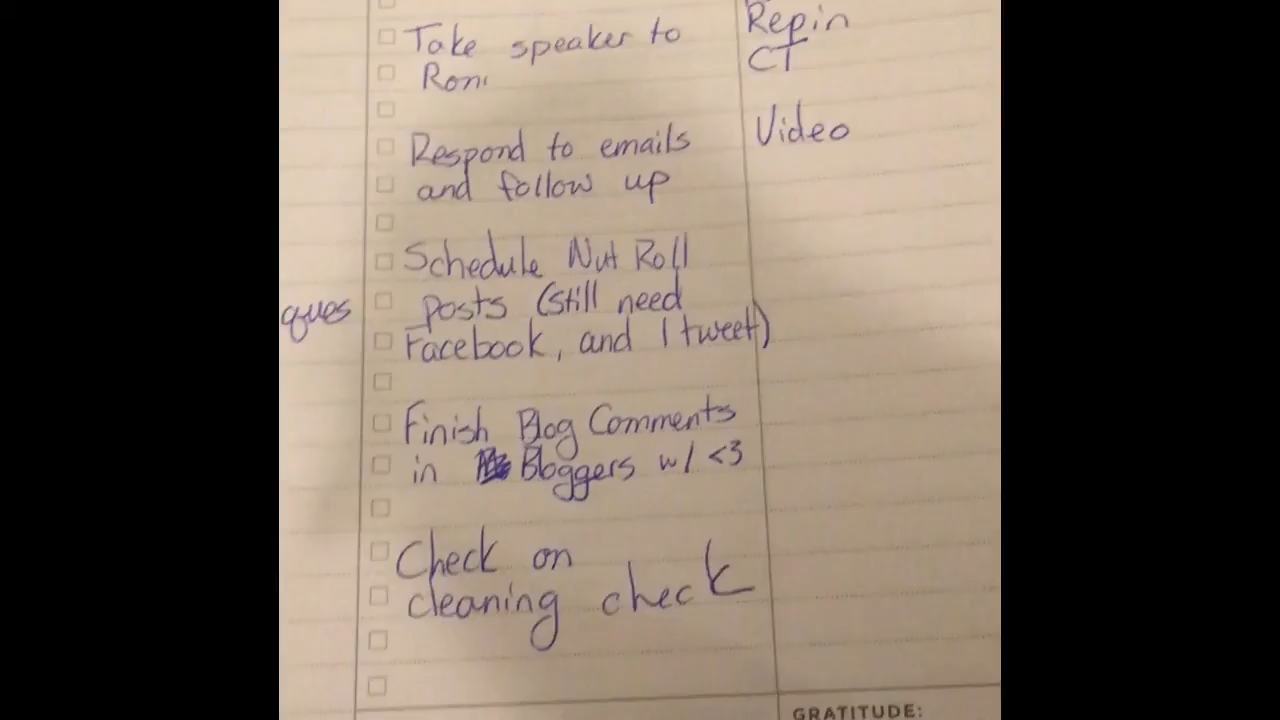 Take speaker to
Roni
Respond to emails
and follow up
Schedule Nut Roll
posts (still need
Facebook, and 1 tweet)
Finish Blog Comments
in Bloggers w/ <3
Check on
cleaning check
ques
Repin
CT
Video
GRATITUDE: